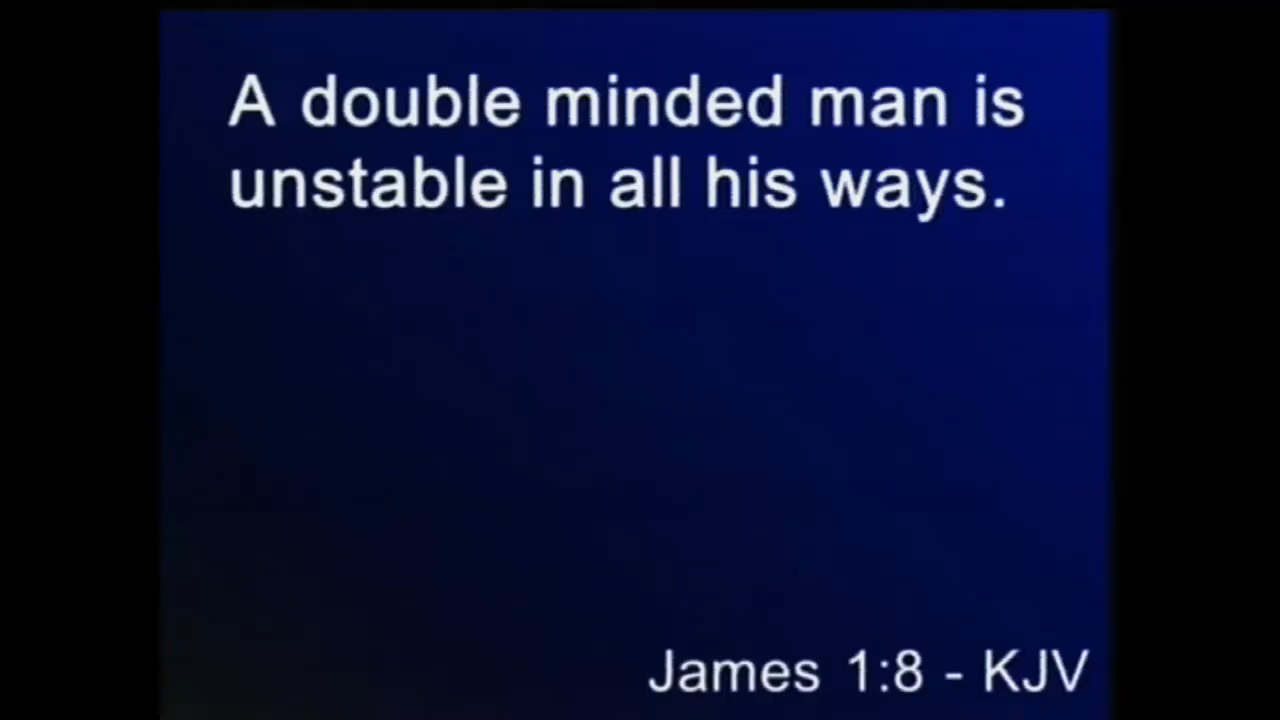 A double minded man is
unstable in all his ways.
James 1:8 - KJV